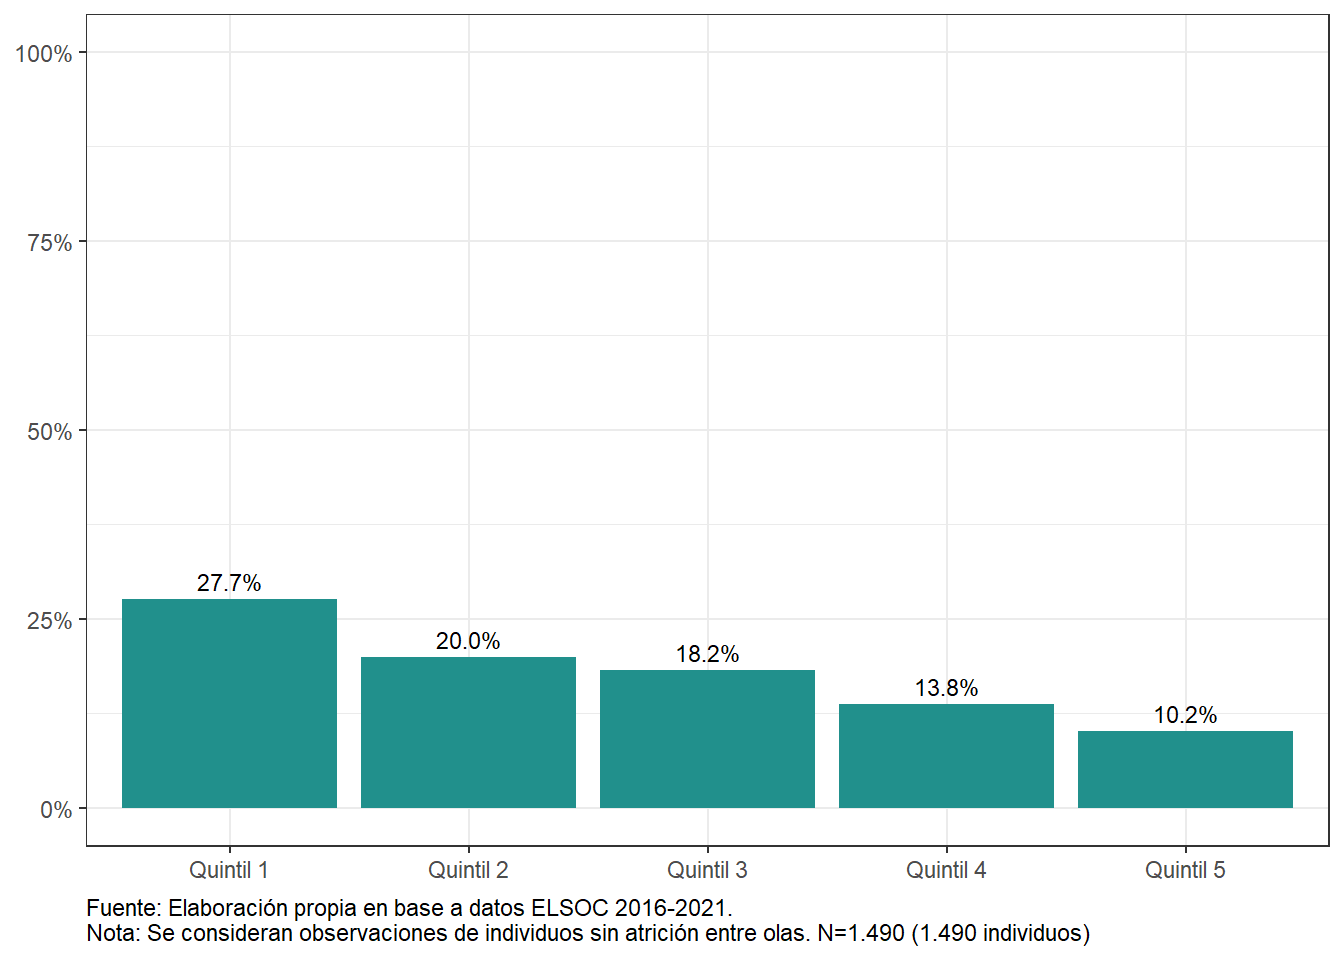 100%
75%
50%
25%
0%
27.7%
20.0%
18.2%
13.8%
10.2%
Quintil 1
Quintil 2
Quintil 3
Quintil 4
Quintil 5
Fuente: Elaboración propia en base a datos ELSOC 2016-2021.
Nota: Se consideran observaciones de individuos sin atrición entre olas. N=1.490 (1.490 individuos)